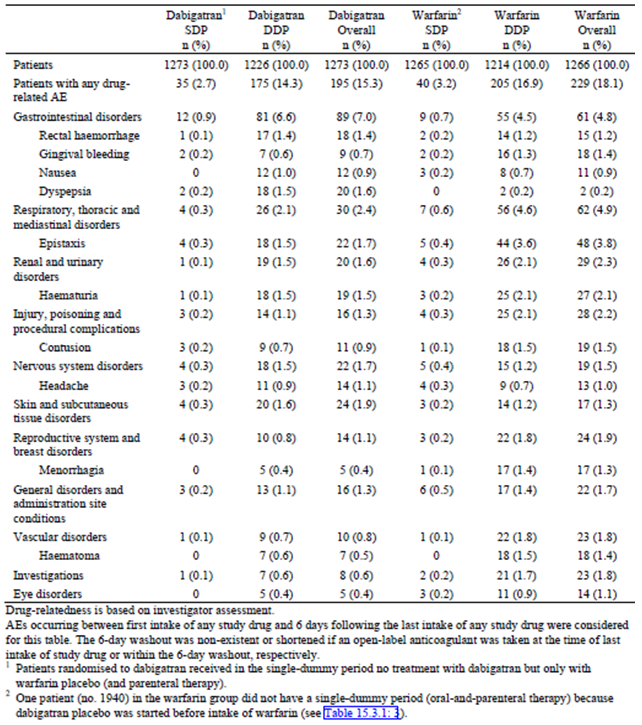 Dabigatran1 Dabigatran Dabigatran Warfarin2 Warfarin Warfarin
SDP DDP Overall SDP DDP Overall
n (%) n (%) n (%) n (%) n (%) n (%)
Patients 1273 (100.0) 1226 (100.0) 1273 (100.0) 1265 (100.0) 1214 (100.0) 1266 (100.0)
Patients with any drug- 35 (2.7) 175 (14.3) 195 (15.3) 40 (3.2) 205 (16.9) 229 (18.1)
related AE
Gastrointestinal disorders 12 (0.9) 81 (6.6) 89 (7.0) 9 (0.7) 55 (4.5) 61 (4.8)
Rectal haemorrhage 1 (0.1) 17 (1.4) 18 (1.4) 2 (0.2) 14 (1.2) 15 (1.2)
Gingival bleeding 2 (0.2) 7 (0.6) 9 (0.7) 2 (0.2) 16 (1.3) 18 (1.4)
Nausea 0 12 (1.0) 12 (0.9) 3 (0.2) 8 (0.7) 11 (0.9)
Dyspepsia 2 (0.2) 18 (1.5) 20 (1.6) 0 2 (0.2) 2 (0.2)
Respiratory, thoracic and 4 (0.3) 26 (2.1) 30 (2.4) 7 (0.6) 56 (4.6) 62 (4.9)
mediastinal disorders
Epistaxis 4 (0.3) 18 (1.5) 22 (1.7) 5 (0.4) 44 (3.6) 48 (3.8)
Renal and urinary 1 (0.1) 19 (1.5) 20 (1.6) 4 (0.3) 26 (2.1) 29 (2.3)
disorders
Haematuria 1 (0.1) 18 (1.5) 19 (1.5) 3 (0.2) 25 (2.1) 27 (2.1)
Injury, poisoning and 3 (0.2) 14 (1.1) 16 (1.3) 4 (0.3) 25 (2.1) 28 (2.2)
procedural complications
Contusion 3 (0.2) 9 (0.7) 11 (0.9) 1 (0.1) 18 (1.5) 19 (1.5)
Nervous system disorders 4 (0.3) 18 (1.5) 22 (1.7) 5 (0.4) 15 (1.2) 19 (1.5)
Headache 3 (0.2) 11 (0.9) 14 (1.1) 4 (0.3) 9 (0.7) 13 (1.0)
Skin and subcutaneous 4 (0.3) 20 (1.6) 24 (1.9) 3 (0.2) 14 (1.2) 17 (1.3)
tissue disorders
Reproductive system and 4 (0.3) 10 (0.8) 14 (1.1) 3 (0.2) 22 (1.8) 24 (1.9)
breast disorders
Menorrhagia 0 5 (0.4) 5 (0.4) 1 (0.1) 17 (1.4) 17 (1.3)
General disorders and 3 (0.2) 13 (1.1) 16 (1.3) 6 (0.5) 17 (1.4) 22 (1.7)
administration site
conditions
Vascular disorders 1 (0.1) 9 (0.7) 10 (0.8) 1 (0.1) 22 (1.8) 23 (1.8)
Haematoma 0 7 (0.6) 7 (0.5) 0 18 (1.5) 18 (1.4)
Investigations 1 (0.1) 7 (0.6) 8 (0.6) 2 (0.2) 21 (1.7) 23 (1.8)
Eye disorders 0 5 (0.4) 5 (0.4) 3 (0.2) 11 (0.9) 14 (1.1)
Drug-relatedness is based on investigator assessment.
AEs occurring between first intake of any study drug and 6 days following the last intake of any study drug were considered
for this table. The 6-day washout was non-existent or shortened if an open-label anticoagulant was taken at the time of last
intake of study drug or within the 6-day washout, respectively.
1 Patients randomised to dabigatran received in the single-dummy period no treatment with dabigatran but only with
warfarin placebo (and parenteral therapy).
2 One patient (no. 1940) in the warfarin group did not have a single-dummy period (oral-and-parenteral therapy) because
dabigatran placebo was started before intake of warfarin (see Table 15.3.1: 3).